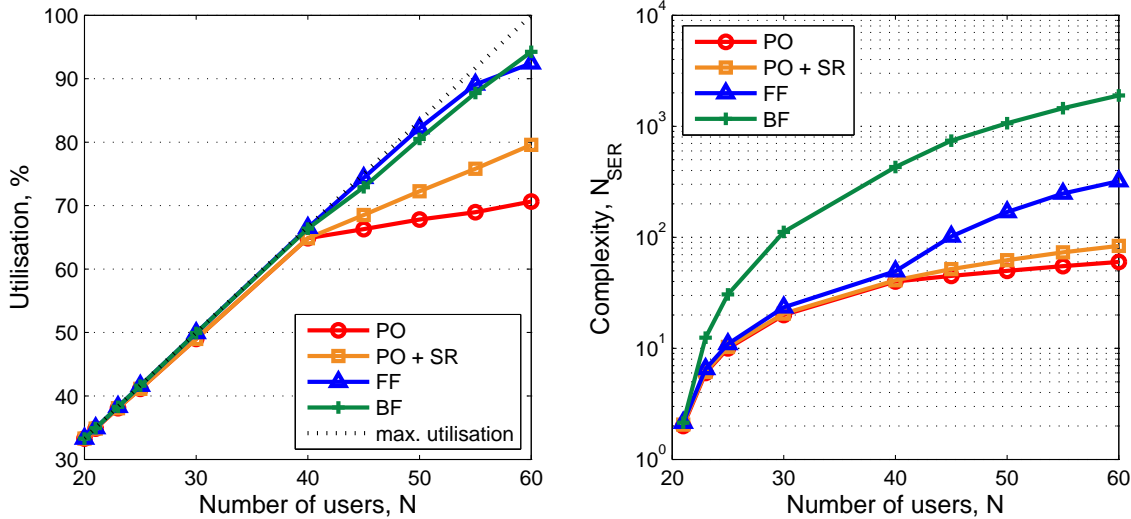 100
90
80
70
60
50
40
30
20
30
40
50
60
Utilisation, %
Number of users, N
PO
PO + SR
FF
BF
max. utilisation
10^4
10^3
10^2
10^1
10^0
20
30
40
50
60
Complexity, N_SER
Number of users, N
PO
PO + SR
FF
BF